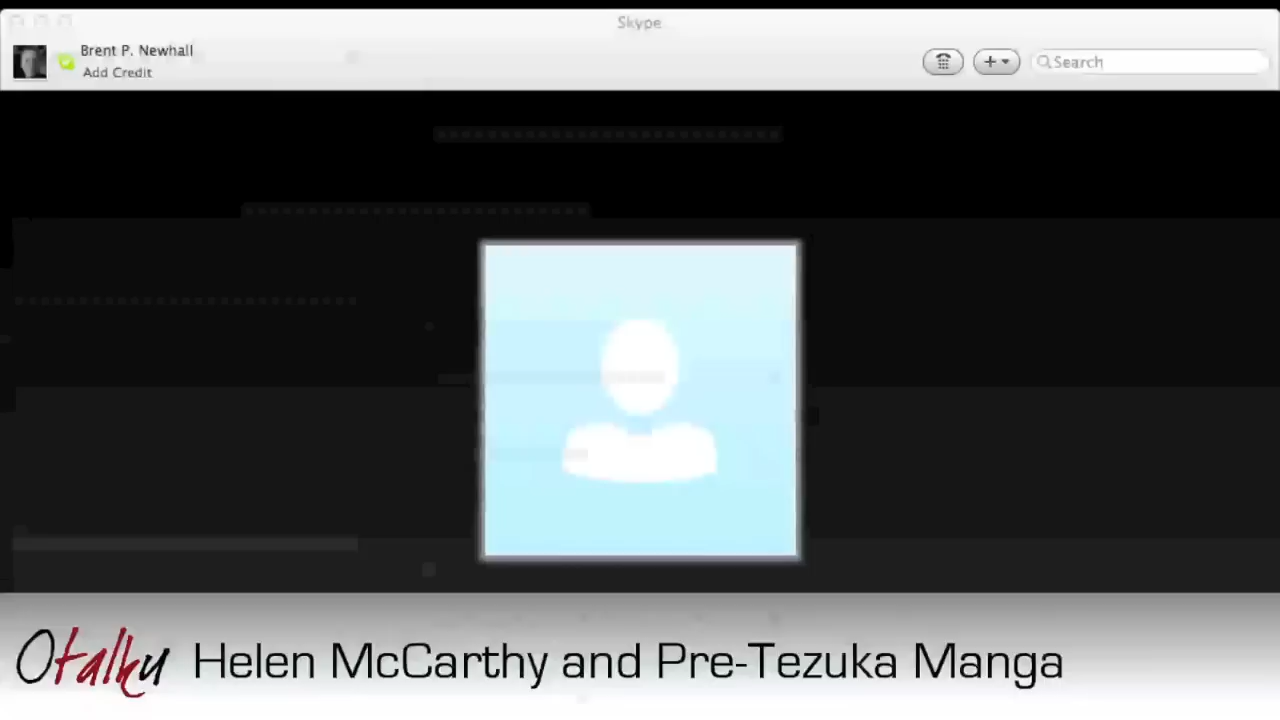 Skype
Brent P. Newhall
Add Credit
Search
Otalku Helen McCarthy and Pre-Tezuka Manga